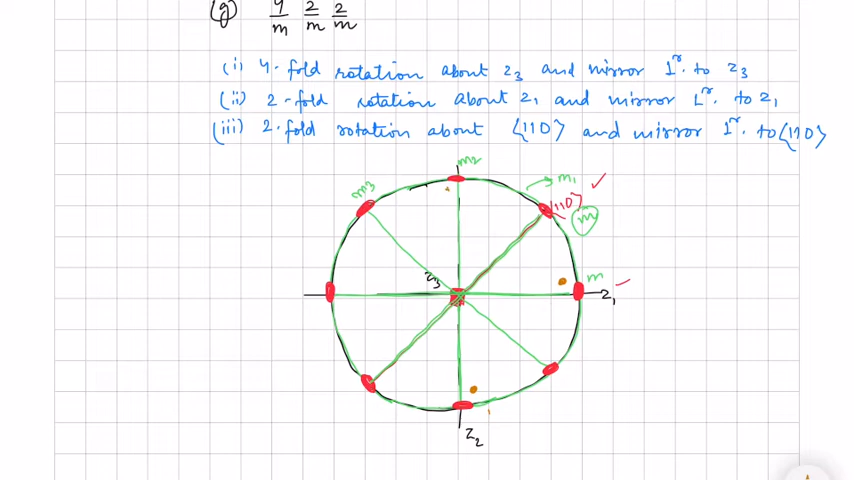 (g) 4/m 2/m 2/m
(i) 4-fold rotation about z3 and mirror ⊥r. to z3
(ii) 2-fold rotation about z1 and mirror ⊥r. to z1
(iii) 2-fold rotation about ⟨110⟩ and mirror ⊥r. to ⟨110⟩
m2
m3
m1
⟨110⟩
m
z3
m
z1
z2